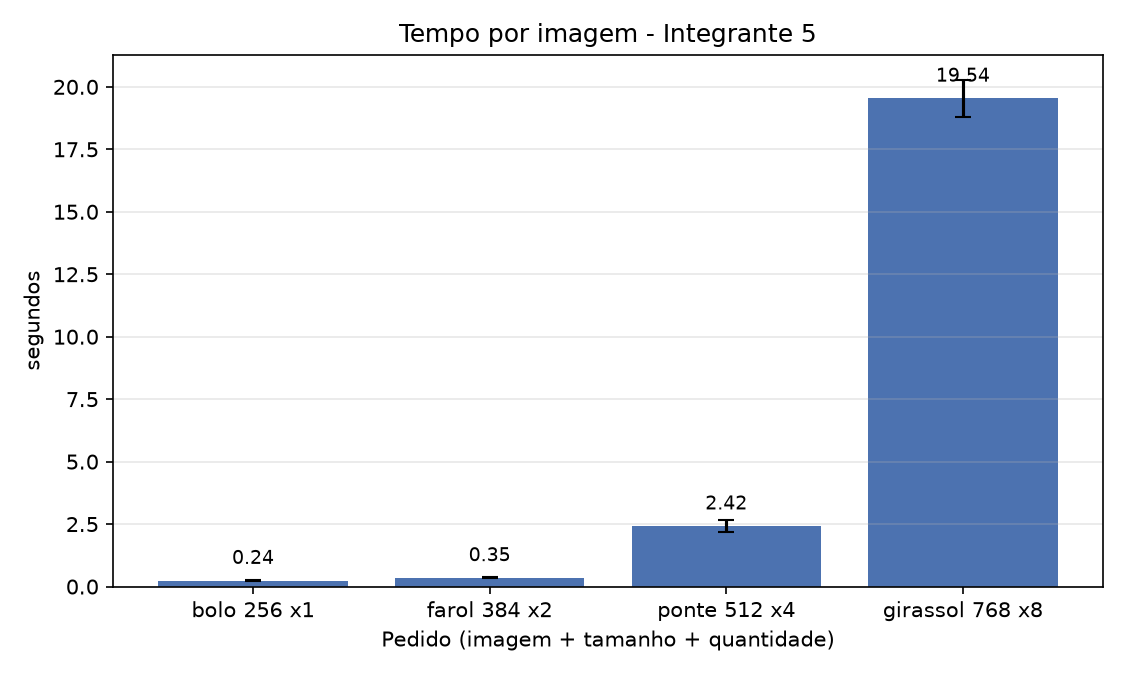 Tempo por imagem - Integrante 5
20.0
17.5
15.0
12.5
10.0
7.5
5.0
2.5
0.0
segundos
0.24
0.35
2.42
19.54
bolo 256 x1
farol 384 x2
ponte 512 x4
girassol 768 x8
Pedido (imagem + tamanho + quantidade)